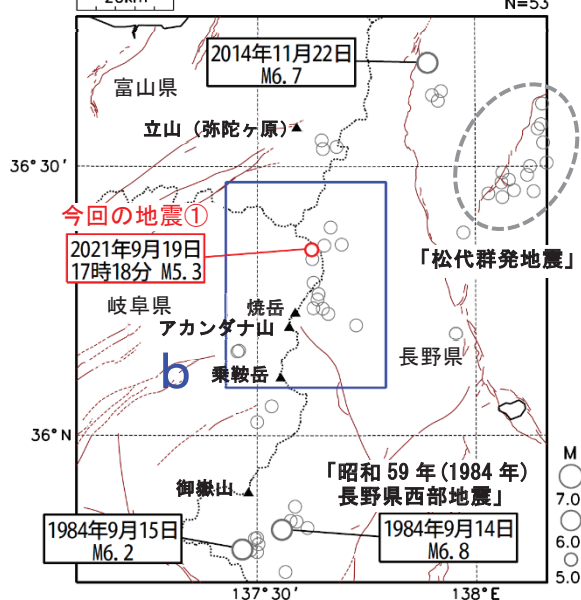 20km
N=53
2014年11月22日
M6.7
富山県
立山（弥陀ヶ原）
36°30′
今回の地震①
2021年9月19日
17時18分 M5.3
「松代群発地震」
岐阜県
焼岳
アカンダナ山
長野県
b
乗鞍岳
36°N
「昭和 59 年(1984 年)
長野県西部地震」
御嶽山
M
7.0
1984年9月15日
M6.2
1984年9月14日
M6.8
6.0
5.0
137°30′
138°E